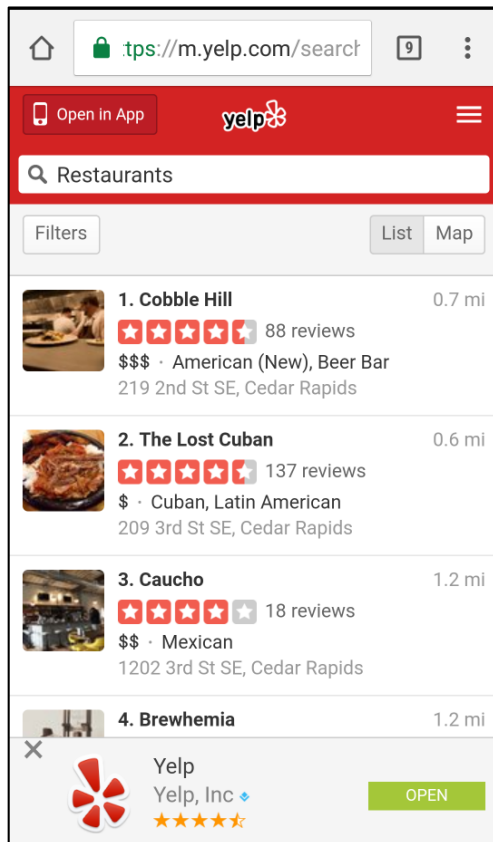 ttps://m.yelp.com/search
9
Open in App
yelp
Restaurants
Filters
List Map
1. Cobble Hill 0.7 mi
88 reviews
$$$ · American (New), Beer Bar
219 2nd St SE, Cedar Rapids
2. The Lost Cuban 0.6 mi
137 reviews
$ · Cuban, Latin American
209 3rd St SE, Cedar Rapids
3. Caucho 1.2 mi
18 reviews
$$ · Mexican
1202 3rd St SE, Cedar Rapids
4. Brewhemia 1.2 mi
Yelp
Yelp, Inc
OPEN